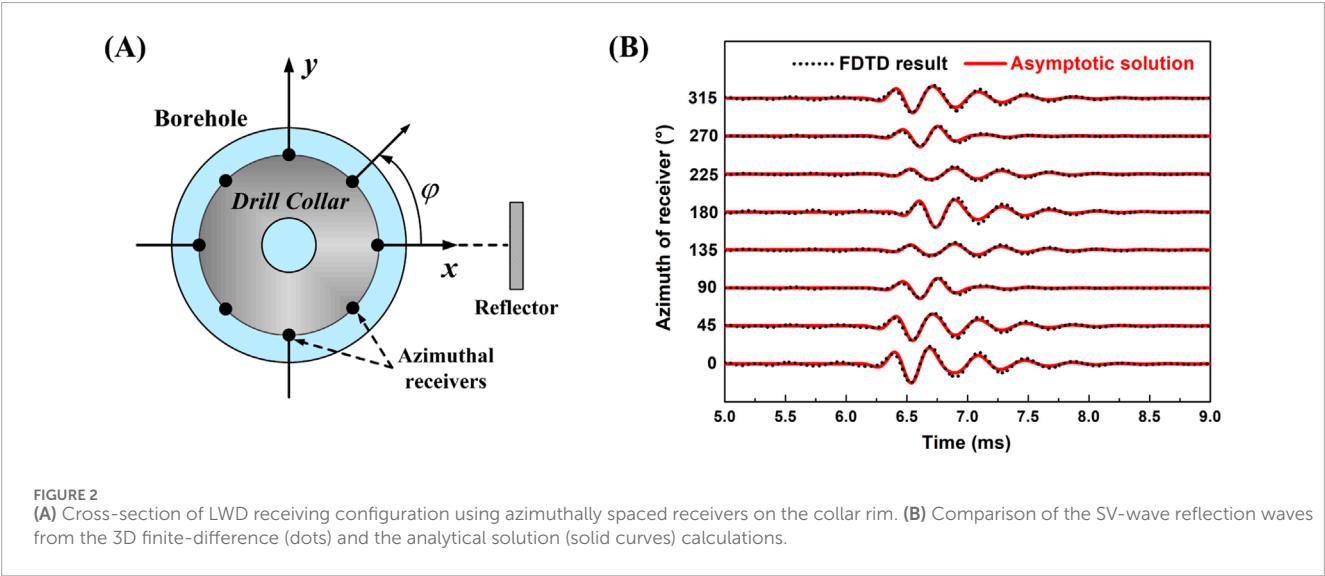 (A)
y
Borehole
Drill Collar
φ
x
Reflector
Azimuthal
receivers
(B)
FDTD result Asymptotic solution
Azimuth of receiver (°)
315
270
225
180
135
90
45
0
5.0 5.5 6.0 6.5 7.0 7.5 8.0 8.5 9.0
Time (ms)
FIGURE 2
(A) Cross-section of LWD receiving configuration using azimuthally spaced receivers on the collar rim. (B) Comparison of the SV-wave reflection waves
from the 3D finite-difference (dots) and the analytical solution (solid curves) calculations.